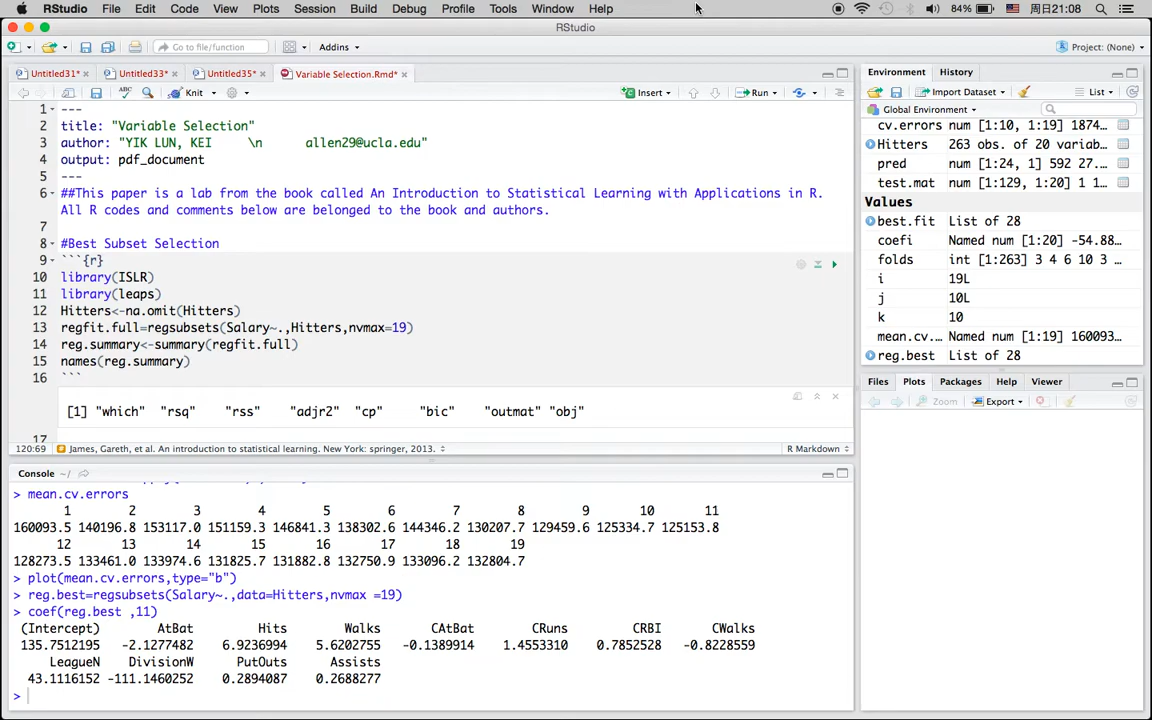 RStudio File Edit Code View Plots Session Build Debug Profile Tools Window Help 84% 周日21:08
RStudio
Go to file/function Addins Project: (None)
Untitled31* Untitled33* Untitled35* Variable Selection.Rmd*
ABC Knit Insert Run
1 ---
2 title: "Variable Selection"
3 author: "YIK LUN, KEI \n allen29@ucla.edu"
4 output: pdf_document
5 ---
6 ##This paper is a lab from the book called An Introduction to Statistical Learning with Applications in R.
All R codes and comments below are belonged to the book and authors.
7
8 #Best Subset Selection
9 ```{r}
10 library(ISLR)
11 library(leaps)
12 Hitters<-na.omit(Hitters)
13 regfit.full=regsubsets(Salary~.,Hitters,nvmax=19)
14 reg.summary<-summary(regfit.full)
15 names(reg.summary)
16 ```
[1] "which" "rsq" "rss" "adjr2" "cp" "bic" "outmat" "obj"
17
120:69 James, Gareth, et al. An introduction to statistical learning. New York: springer, 2013. R Markdown
Console ~/
> mean.cv.errors
1 2 3 4 5 6 7 8 9 10 11
160093.5 140196.8 153117.0 151159.3 146841.3 138302.6 144346.2 130207.7 129459.6 125334.7 125153.8
12 13 14 15 16 17 18 19
128273.5 133461.0 133974.6 131825.7 131882.8 132750.9 133096.2 132804.7
> plot(mean.cv.errors,type="b")
> reg.best=regsubsets(Salary~.,data=Hitters,nvmax =19)
> coef(reg.best ,11)
(Intercept) AtBat Hits Walks CAtBat CRuns CRBI CWalks
135.7512195 -2.1277482 6.9236994 5.6202755 -0.1389914 1.4553310 0.7852528 -0.8228559
LeagueN DivisionW PutOuts Assists
43.1116152 -111.1460252 0.2894087 0.2688277
>
Environment History
Import Dataset List
Global Environment
cv.errors num [1:10, 1:19] 1874…
Hitters 263 obs. of 20 variab…
pred num [1:24, 1] 592 27…
test.mat num [1:129, 1:20] 1 1…
Values
best.fit List of 28
coefi Named num [1:20] -54.88…
folds int [1:263] 3 4 6 10 3 …
i 19L
j 10L
k 10
mean.cv.… Named num [1:19] 160093…
reg.best List of 28
Files Plots Packages Help Viewer
Zoom Export